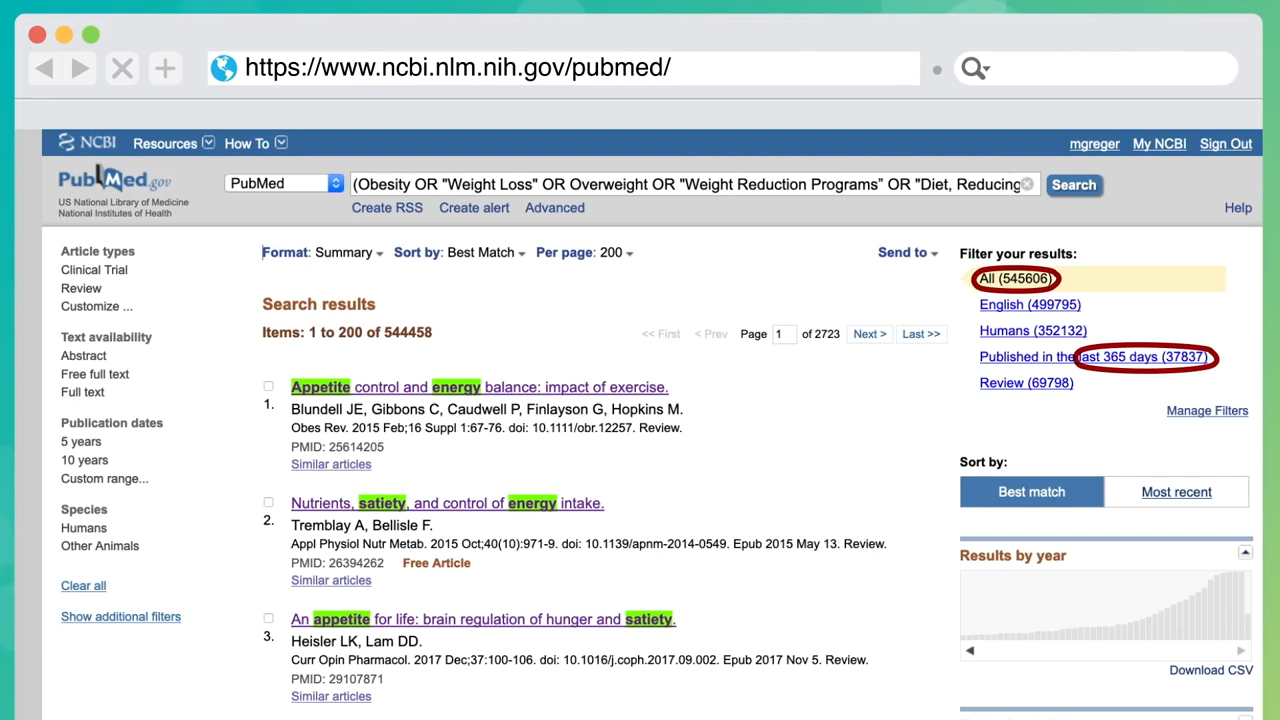 https://www.ncbi.nlm.nih.gov/pubmed/
NCBI Resources How To mgreger My NCBI Sign Out
PubMed.gov
US National Library of Medicine
National Institutes of Health
PubMed (Obesity OR "Weight Loss" OR Overweight OR "Weight Reduction Programs" OR "Diet, Reducing Search
Create RSS Create alert Advanced Help
Article types
Clinical Trial
Review
Customize ...
Text availability
Abstract
Free full text
Full text
Publication dates
5 years
10 years
Custom range...
Species
Humans
Other Animals
Clear all
Show additional filters
Format: Summary Sort by: Best Match Per page: 200 Send to
Search results
Items: 1 to 200 of 544458
<< First < Prev Page 1 of 2723 Next > Last >>
Appetite control and energy balance: impact of exercise.
1. Blundell JE, Gibbons C, Caudwell P, Finlayson G, Hopkins M.
Obes Rev. 2015 Feb;16 Suppl 1:67-76. doi: 10.1111/obr.12257. Review.
PMID: 25614205
Similar articles
Nutrients, satiety, and control of energy intake.
2. Tremblay A, Bellisle F.
Appl Physiol Nutr Metab. 2015 Oct;40(10):971-9. doi: 10.1139/apnm-2014-0549. Epub 2015 May 13. Review.
PMID: 26394262 Free Article
Similar articles
An appetite for life: brain regulation of hunger and satiety.
3. Heisler LK, Lam DD.
Curr Opin Pharmacol. 2017 Dec;37:100-106. doi: 10.1016/j.coph.2017.09.002. Epub 2017 Nov 5. Review.
PMID: 29107871
Similar articles
Filter your results:
All (545606)
English (499795)
Humans (352132)
Published in the last 365 days (37837)
Review (69798)
Manage Filters
Sort by:
Best match Most recent
Results by year
Download CSV